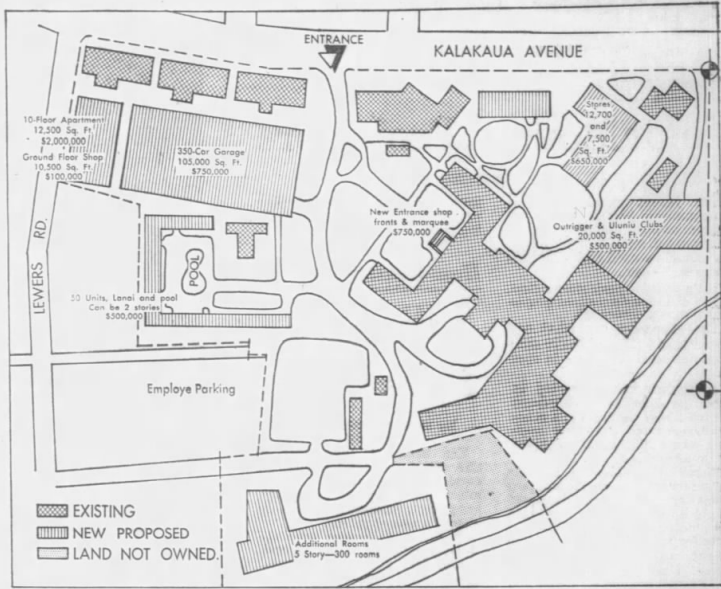 ENTRANCE
KALAKAUA AVENUE
10-Floor Apartment
12,500 Sq. Ft.
$2,000,000
Ground Floor Shop
10,500 Sq. Ft.
$100,000
350-Car Garage
105,000 Sq. Ft.
$750,000
Stores
12,700
and
7,500
Sq. Ft.
$650,000
New Entrance shop
fronts & marquee
$750,000
Outrigger & Uluniu Clubs
20,000 Sq. Ft.
$500,000
LEWERS RD.
POOL
50 Units, Lanai and pool
Can be 2 stories
$500,000
Employe Parking
EXISTING
NEW PROPOSED
LAND NOT OWNED.
Additional Rooms
5 Story—300 rooms